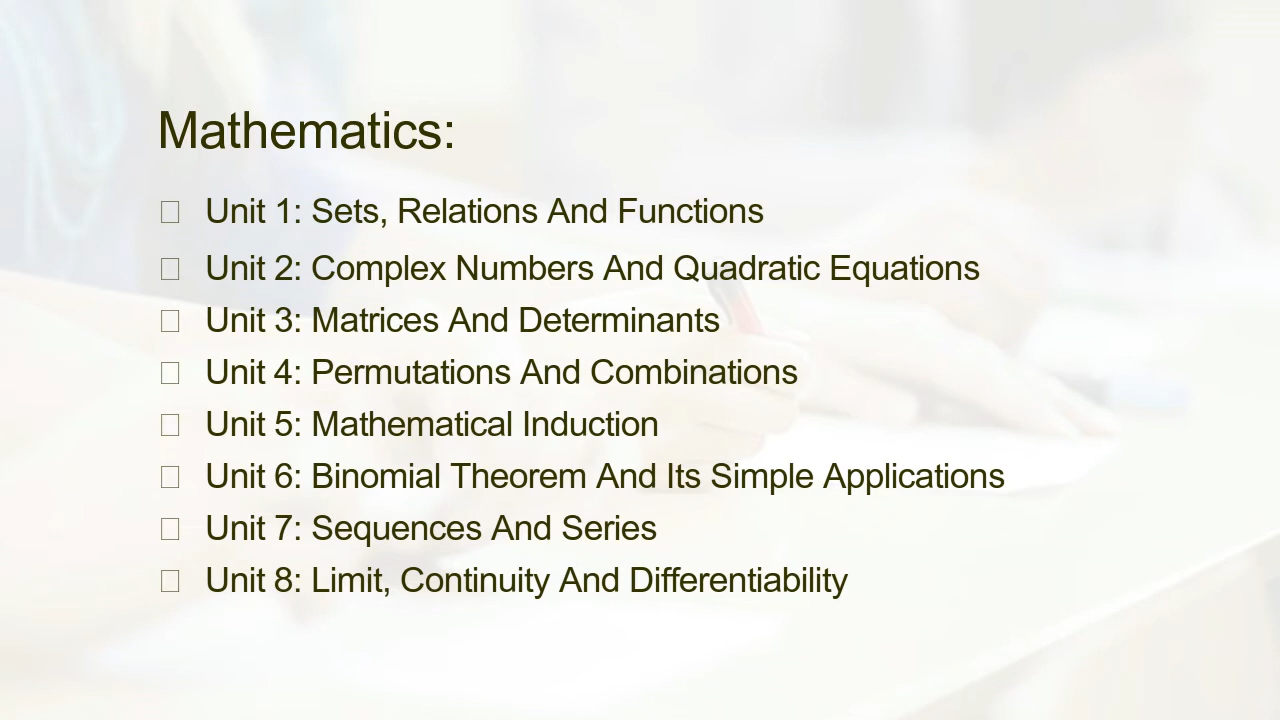 Mathematics:
Unit 1: Sets, Relations And Functions
Unit 2: Complex Numbers And Quadratic Equations
Unit 3: Matrices And Determinants
Unit 4: Permutations And Combinations
Unit 5: Mathematical Induction
Unit 6: Binomial Theorem And Its Simple Applications
Unit 7: Sequences And Series
Unit 8: Limit, Continuity And Differentiability